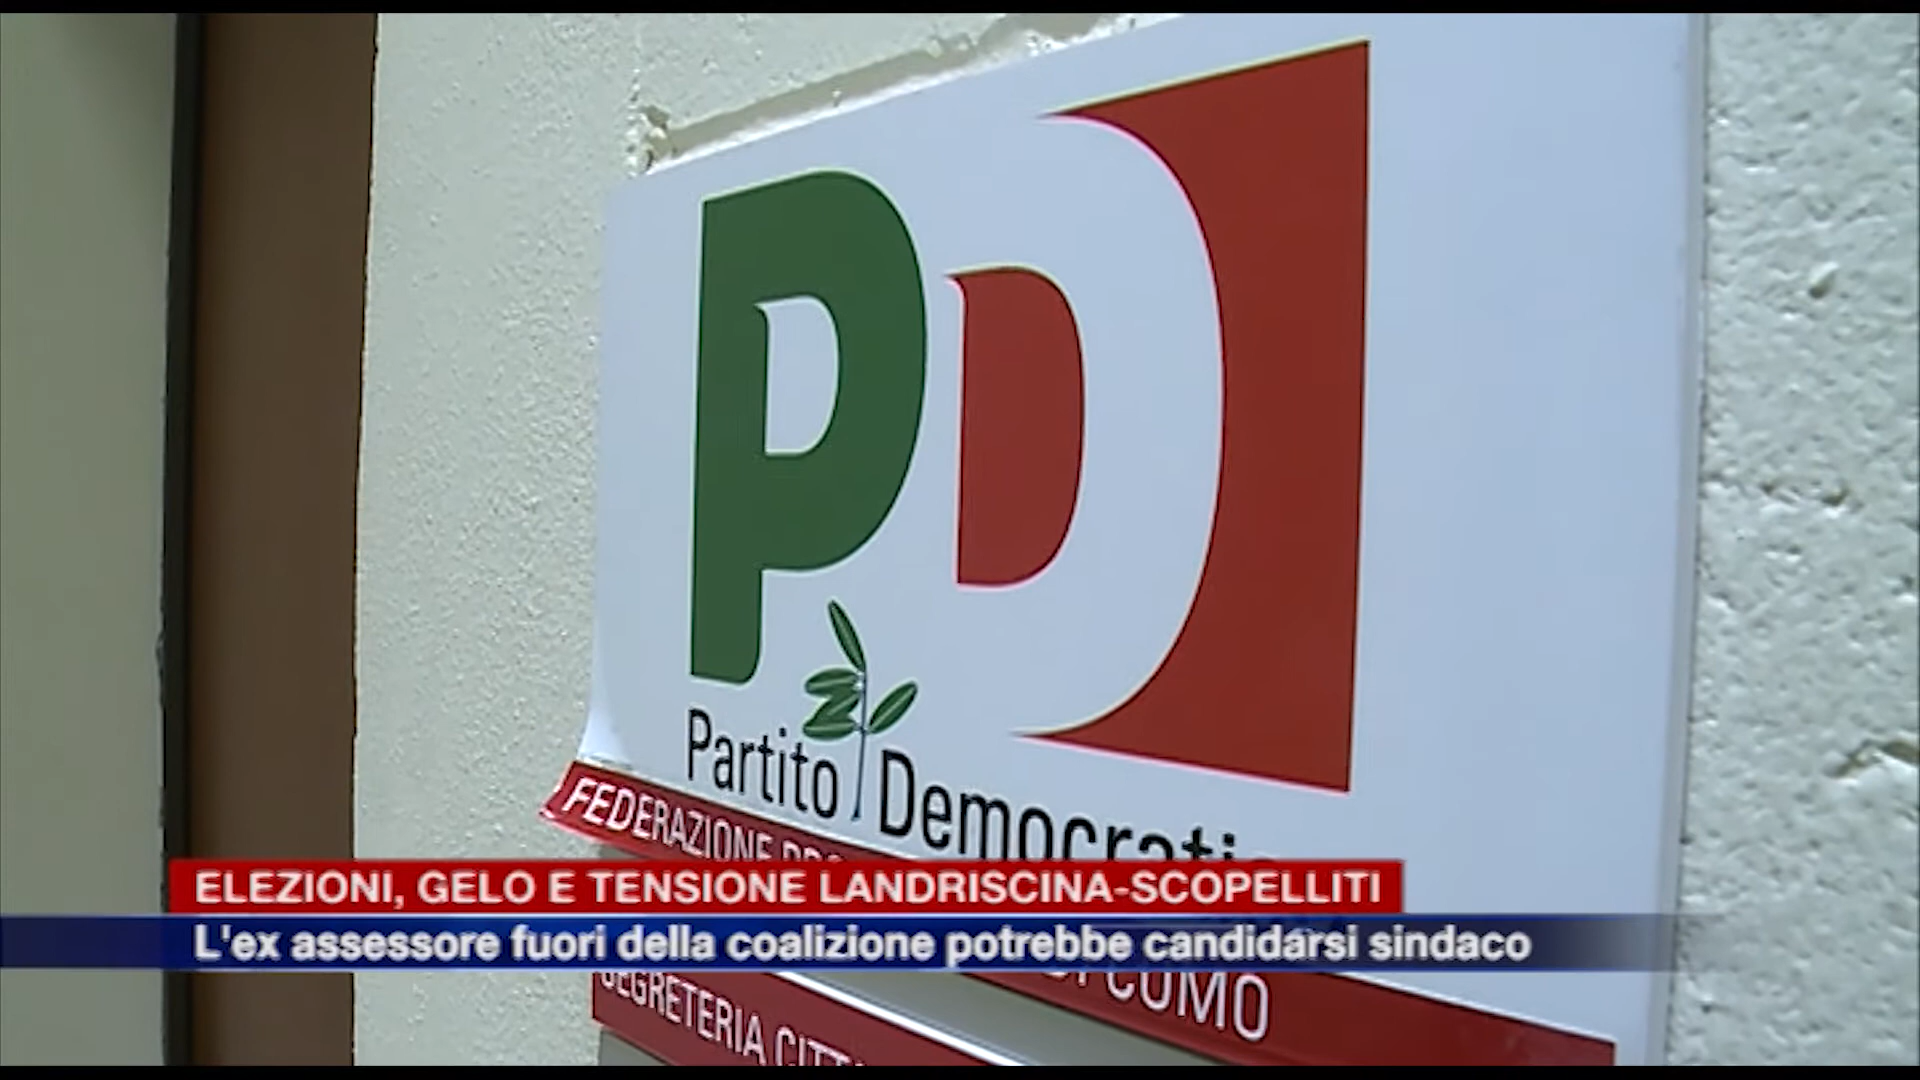 PD
Partito Democratic
FEDERAZIONE
ELEZIONI, GELO E TENSIONE LANDRISCINA-SCOPELLITI
L'ex assessore fuori della coalizione potrebbe candidarsi sindaco
DI COMO
SEGRETERIA